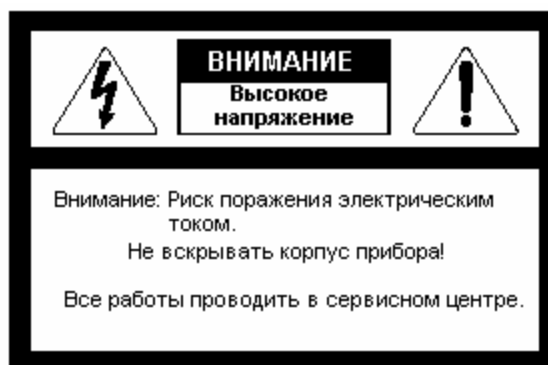 ВНИМАНИЕ
Высокое
напряжение
Внимание: Риск поражения электрическим
током.
Не вскрывать корпус прибора!
Все работы проводить в сервисном центре.